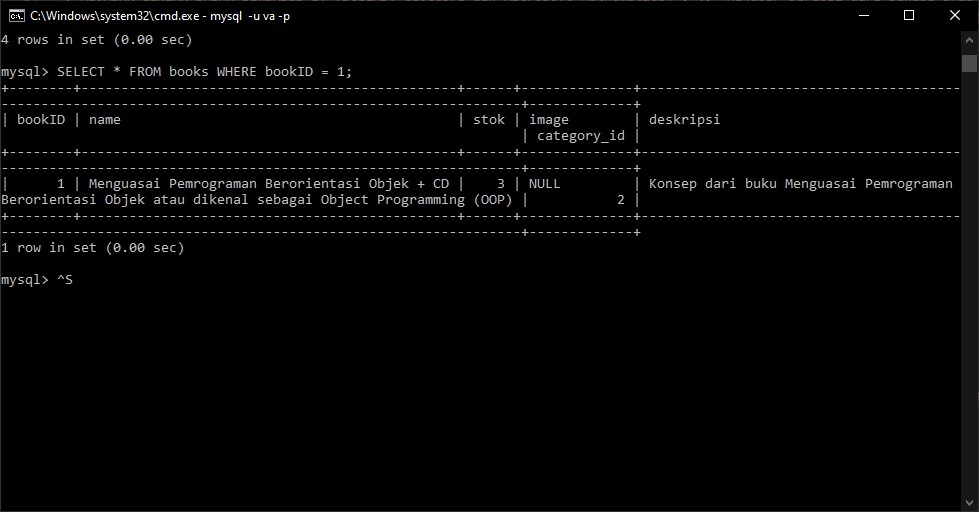 C:\Windows\system32\cmd.exe - mysql  -u va -p
4 rows in set (0.00 sec)
mysql> SELECT * FROM books WHERE bookID = 1;
+--------+-----------------------------------------------+------+--------------+----------------------------------------
-----------------------------------------------------------------+-------------+
| bookID | name                                          | stok | image        | deskripsi
                                                                 | category_id |
+--------+-----------------------------------------------+------+--------------+----------------------------------------
-----------------------------------------------------------------+-------------+
|      1 | Menguasai Pemrograman Berorientasi Objek + CD |    3 | NULL         | Konsep dari buku Menguasai Pemrograman
Berorientasi Objek atau dikenal sebagai Object Programming (OOP) |           2 |
+--------+-----------------------------------------------+------+--------------+----------------------------------------
-----------------------------------------------------------------+-------------+
1 row in set (0.00 sec)
mysql> ^S